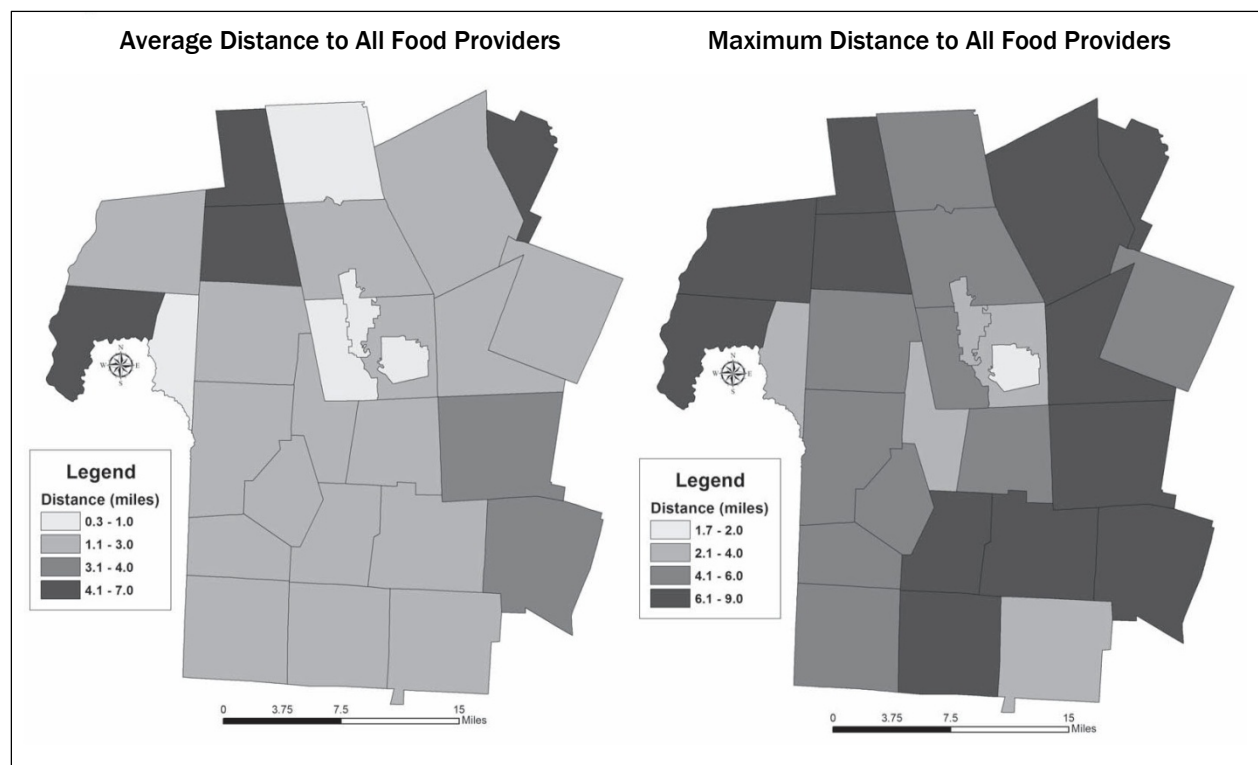 Average Distance to All Food Providers
Maximum Distance to All Food Providers
N
W E
S
Legend
Distance (miles)
0.3 - 1.0
1.1 - 3.0
3.1 - 4.0
4.1 - 7.0
0 3.75 7.5 15
Miles
N
W E
S
Legend
Distance (miles)
1.7 - 2.0
2.1 - 4.0
4.1 - 6.0
6.1 - 9.0
0 3.75 7.5 15
Miles